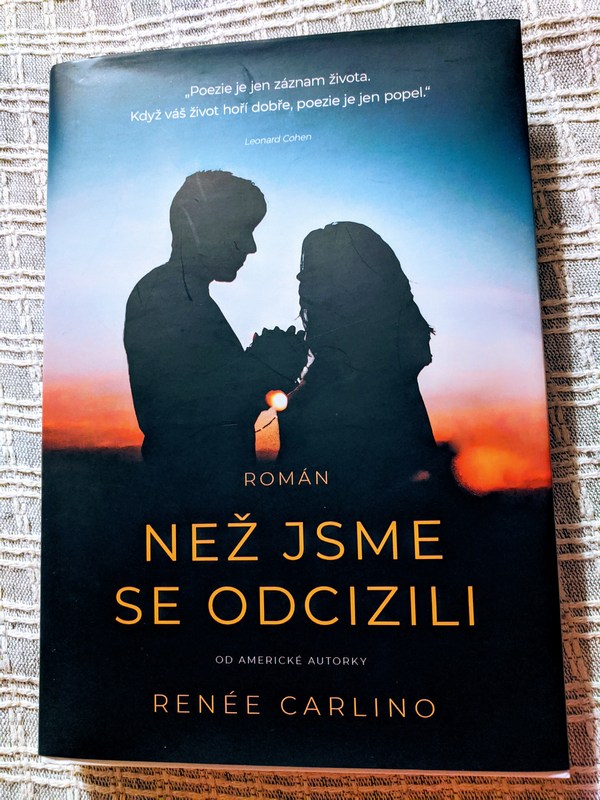 „Poezie je jen záznam života.
Když váš život hoří dobře, poezie je jen popel.“
Leonard Cohen
ROMÁN
NEŽ JSME
SE ODCIZILI
OD AMERICKÉ AUTORKY
RENÉE CARLINO